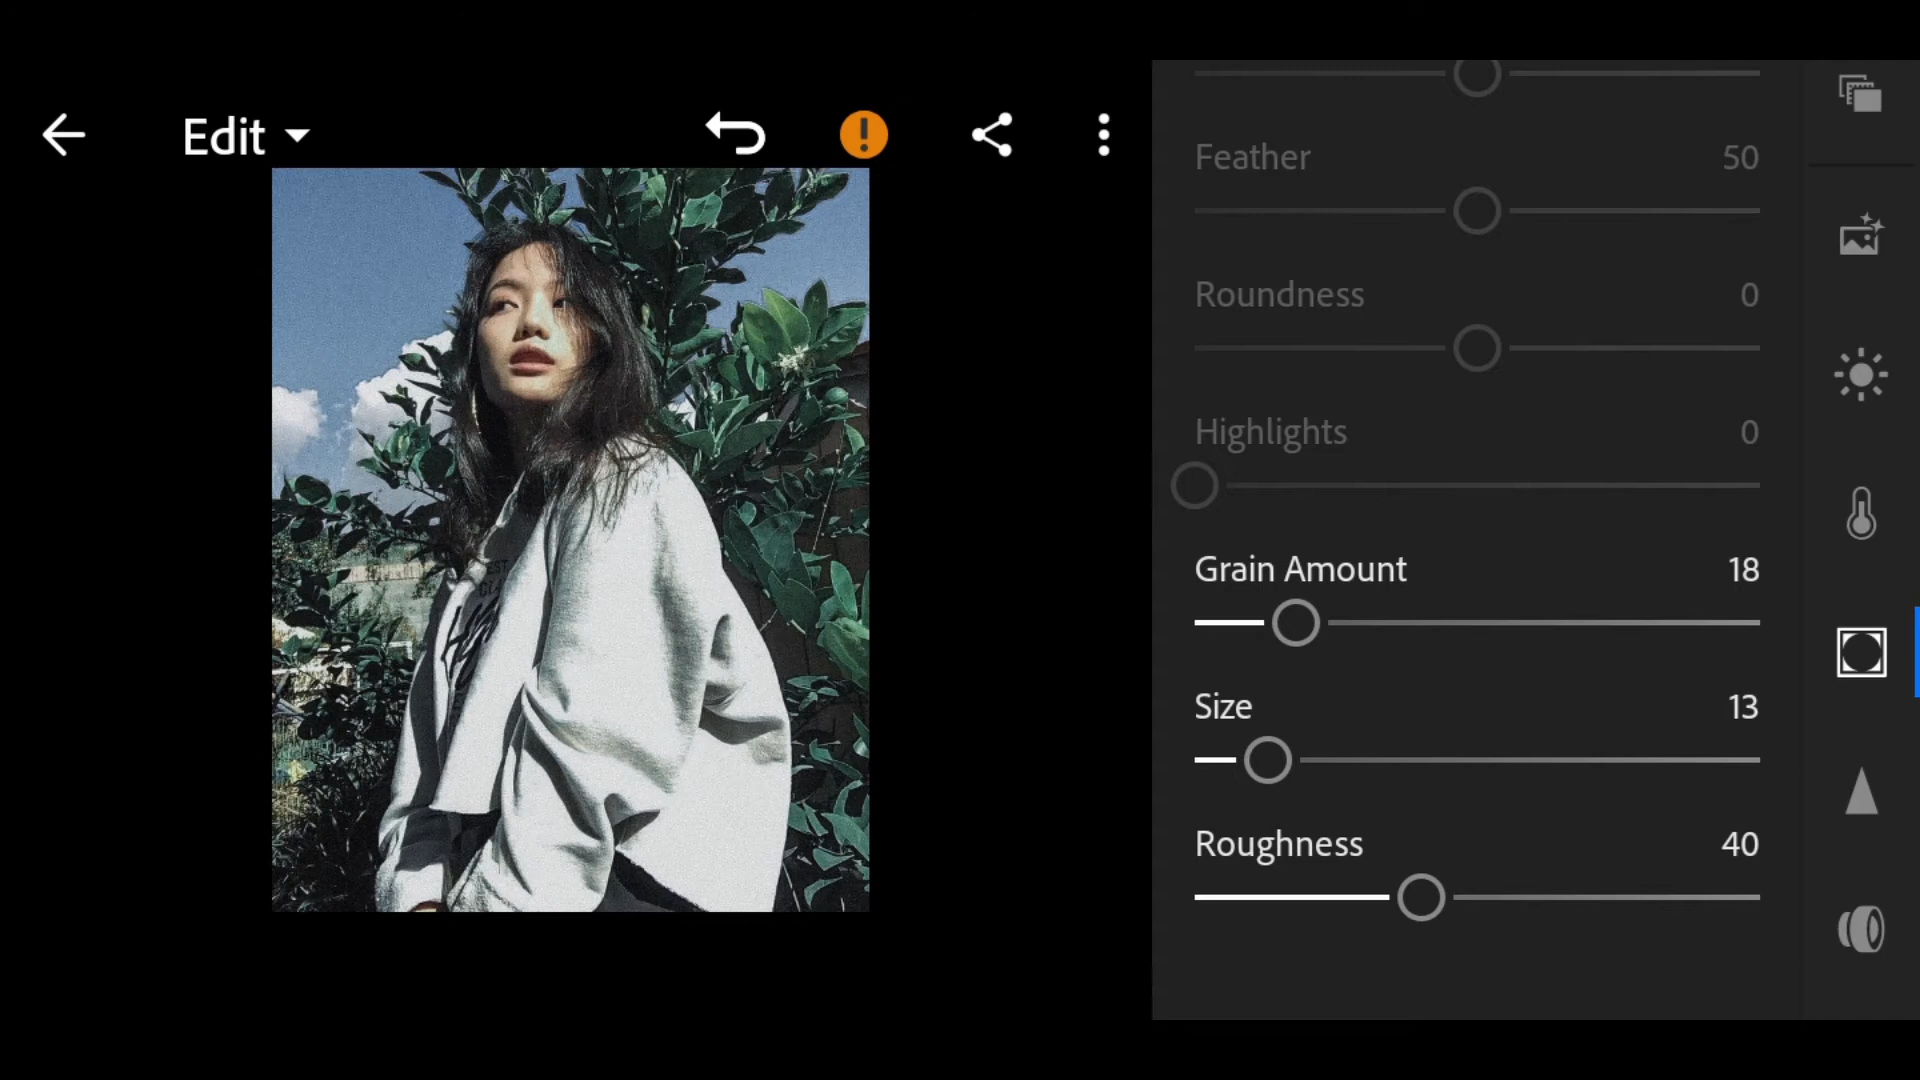 Edit
Feather 50
Roundness 0
Highlights 0
Grain Amount 18
Size 13
Roughness 40